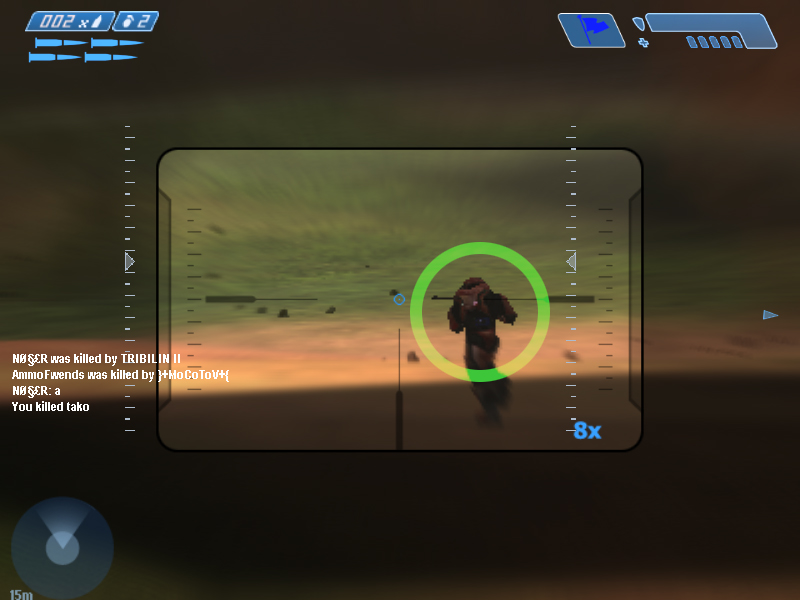 002 x
2
NØ§£R was killed by TRIBILIN II
AmmoFwends was killed by }+MoCoToV+{
NØ§£R: a
You killed tako
8x
15m